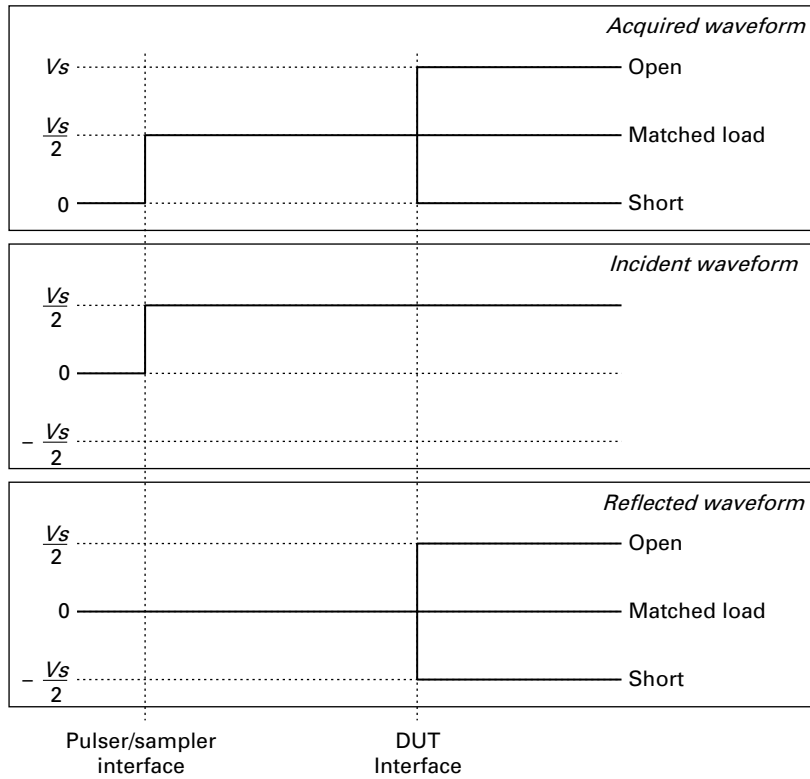 Acquired waveform
Vs
Open
Vs
2
Matched load
0
Short
Incident waveform
Vs
2
0
– Vs
2
Reflected waveform
Vs
2
Open
0
Matched load
– Vs
2
Short
Pulser/sampler
interface
DUT
Interface